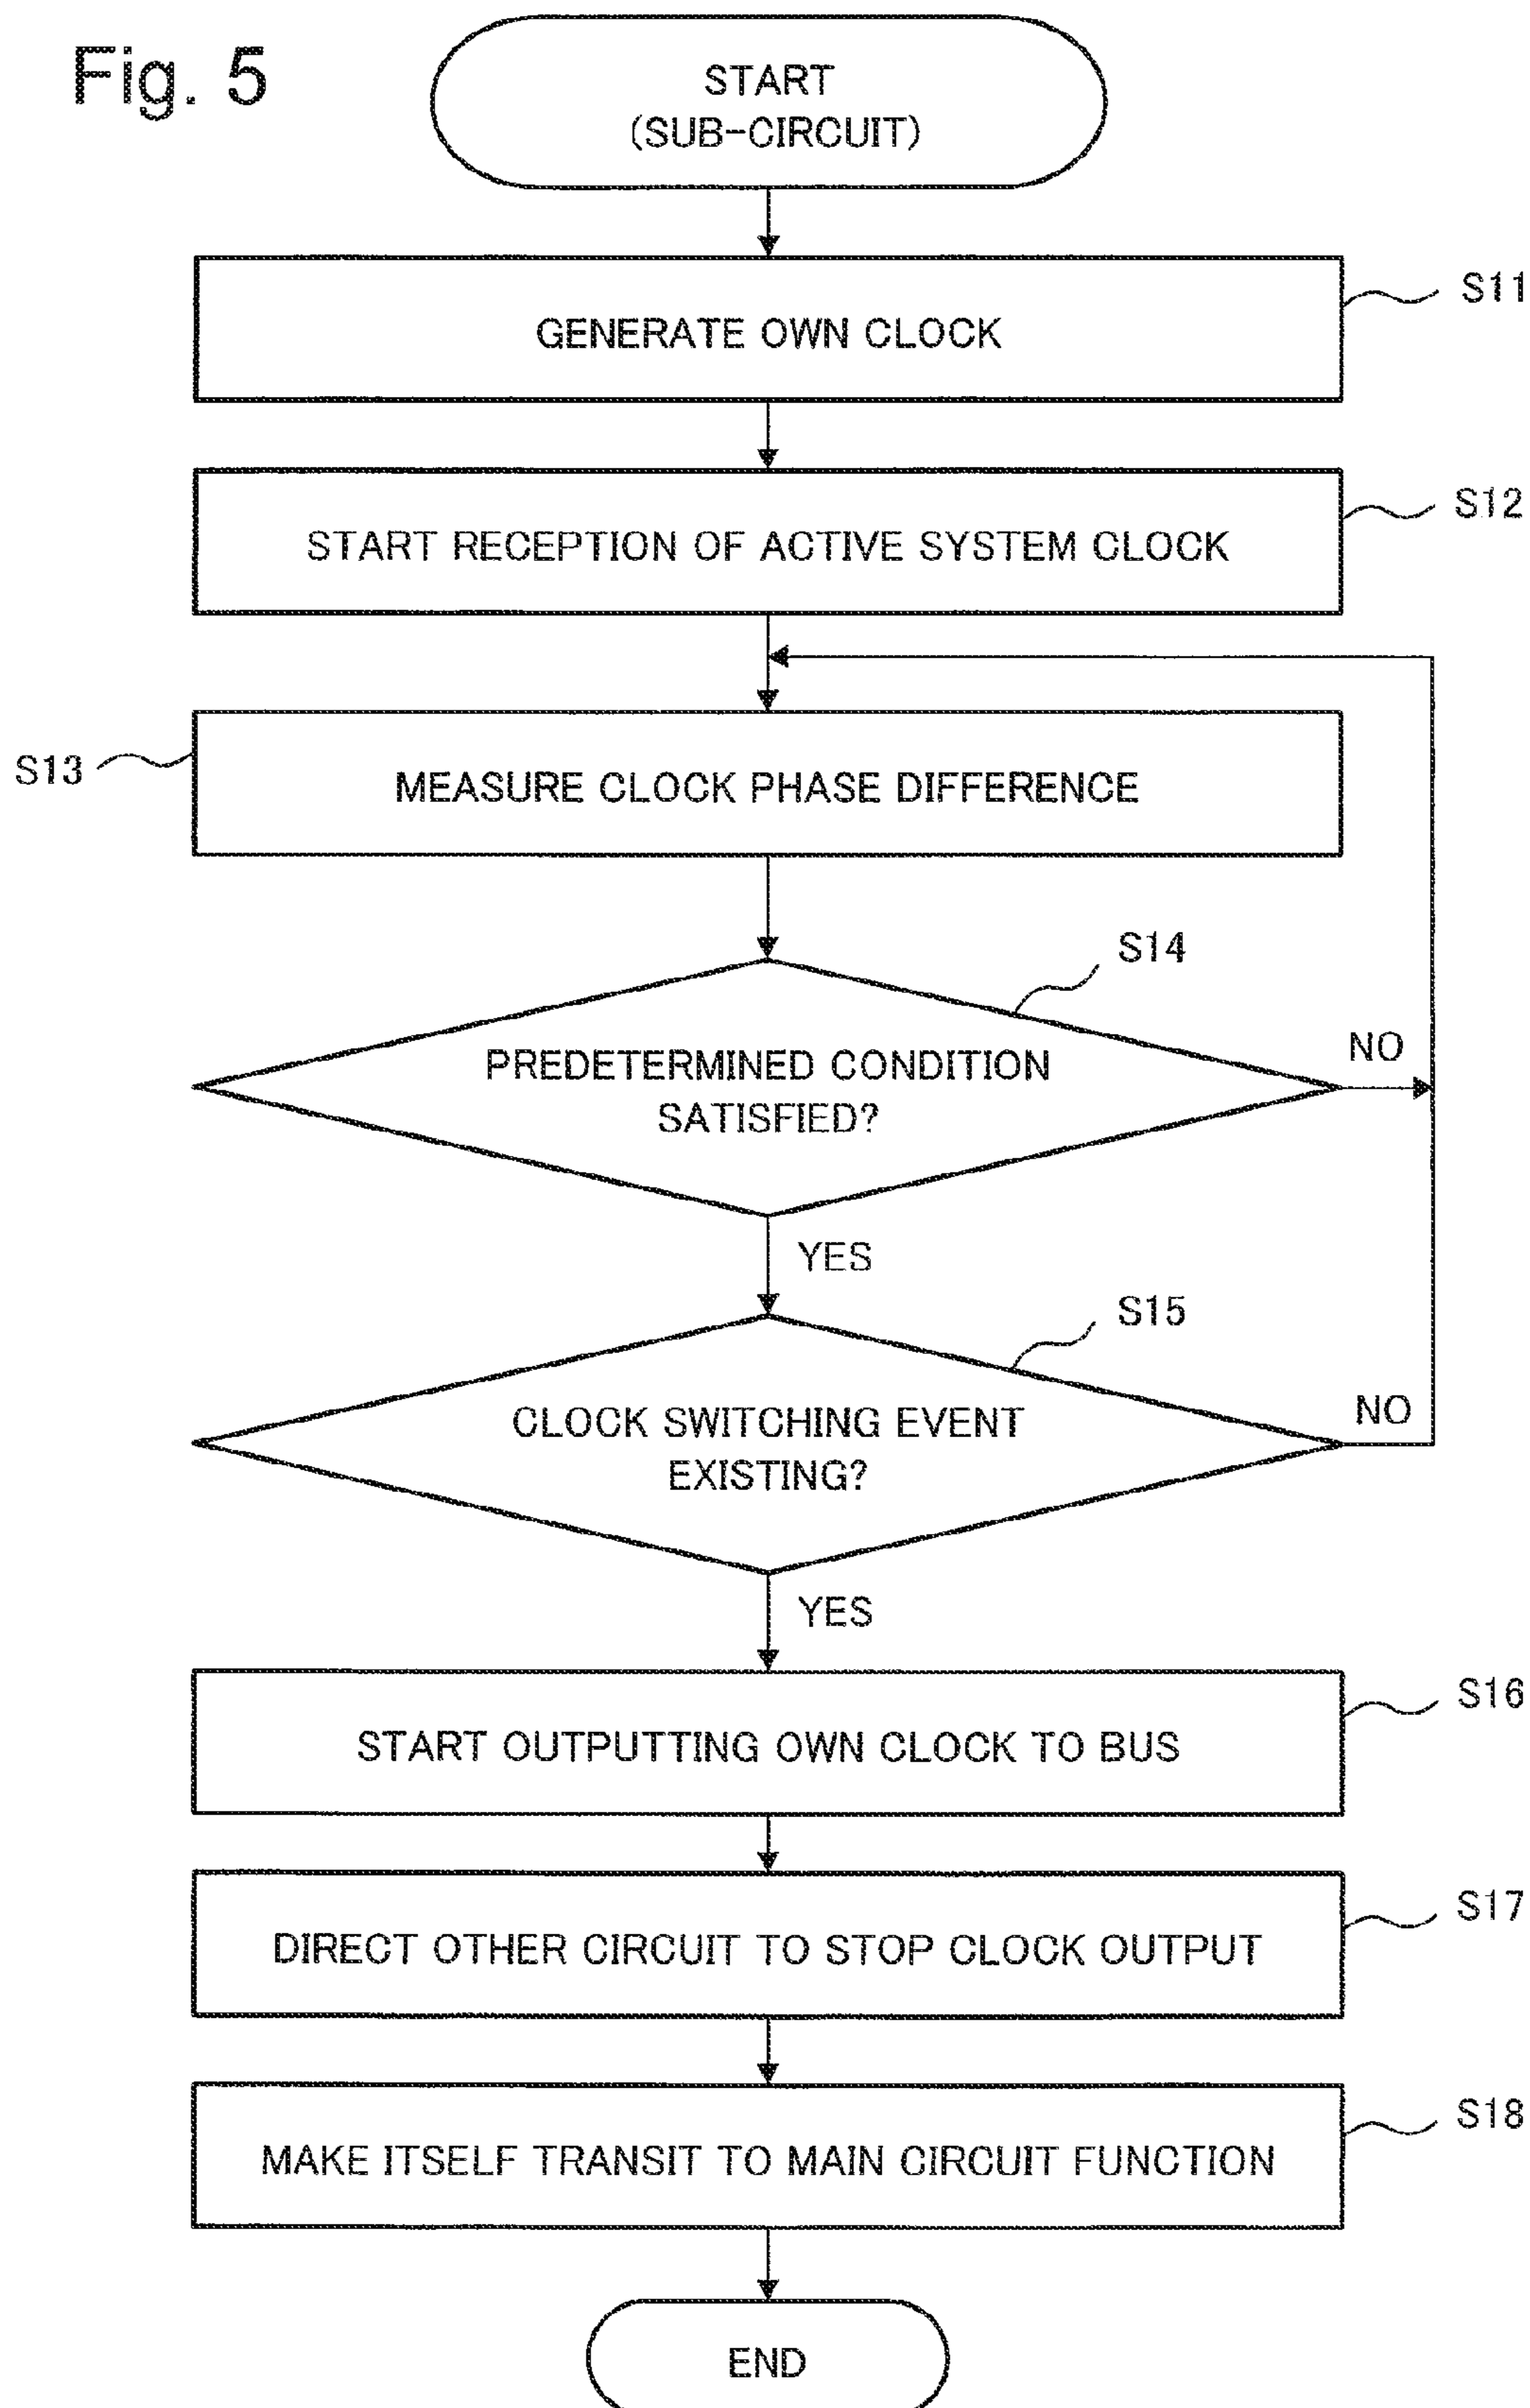 Fig. 5
START
(SUB-CIRCUIT)
S11
GENERATE OWN CLOCK
S12
START RECEPTION OF ACTIVE SYSTEM CLOCK
S13
MEASURE CLOCK PHASE DIFFERENCE
S14
PREDETERMINED CONDITION
SATISFIED?
NO
YES
S15
CLOCK SWITCHING EVENT
EXISTING?
NO
YES
S16
START OUTPUTTING OWN CLOCK TO BUS
S17
DIRECT OTHER CIRCUIT TO STOP CLOCK OUTPUT
S18
MAKE ITSELF TRANSIT TO MAIN CIRCUIT FUNCTION
END